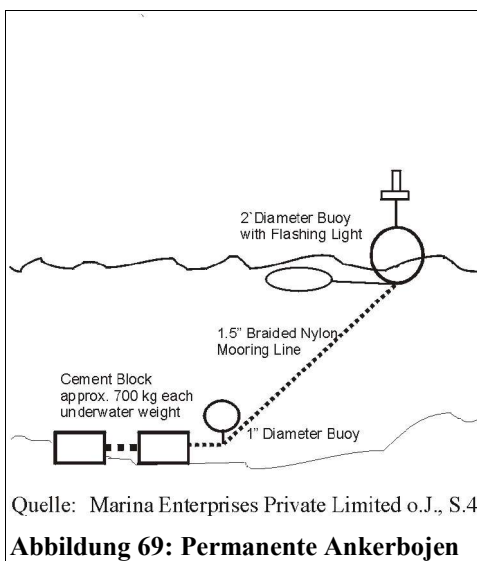 2`Diameter Buoy
with Flashing Light
1.5" Braided Nylon
Mooring Line
Cement Block
approx. 700 kg each
underwater weight
1" Diameter Buoy
Quelle: Marina Enterprises Private Limited o.J., S.4
Abbildung 69: Permanente Ankerbojen